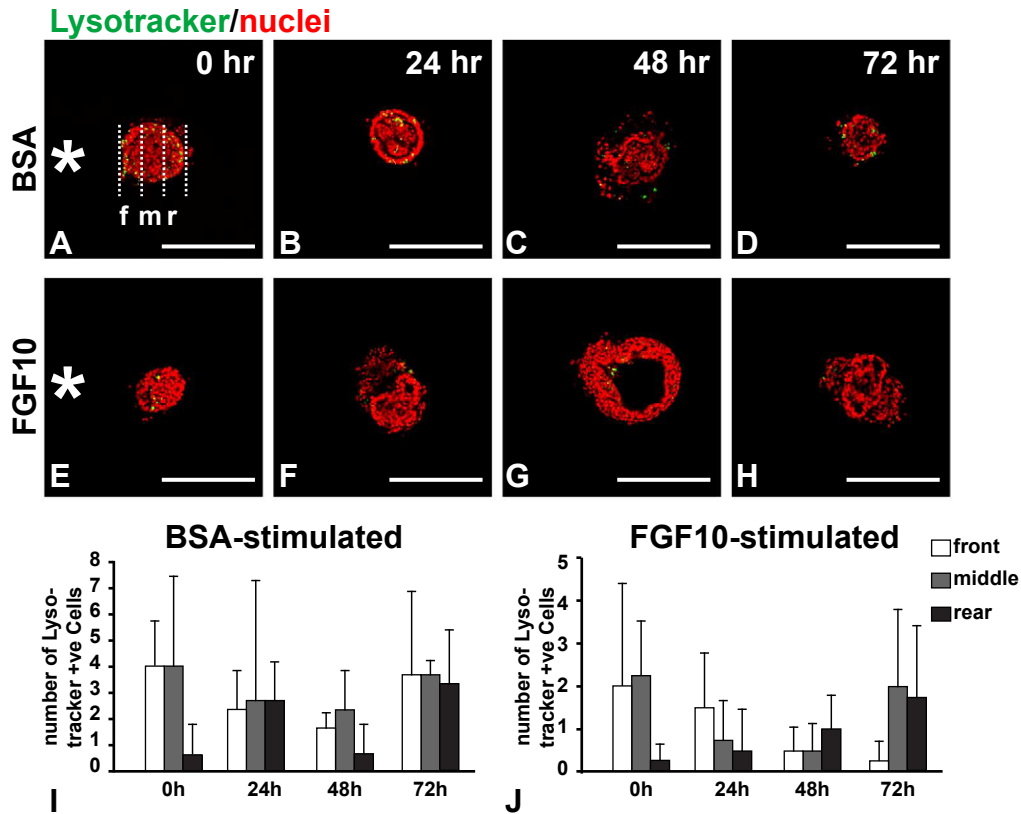 Lysotracker/nuclei
0 hr
24 hr
48 hr
72 hr
BSA
*
f m r
A
B
C
D
FGF10
*
E
F
G
H
BSA-stimulated
number of Lyso-
tracker +ve Cells
8
7
6
5
4
3
2
1
0
0h 24h 48h 72h
I
FGF10-stimulated
number of Lyso-
tracker +ve Cells
5
4
3
2
1
0
0h 24h 48h 72h
J
front
middle
rear